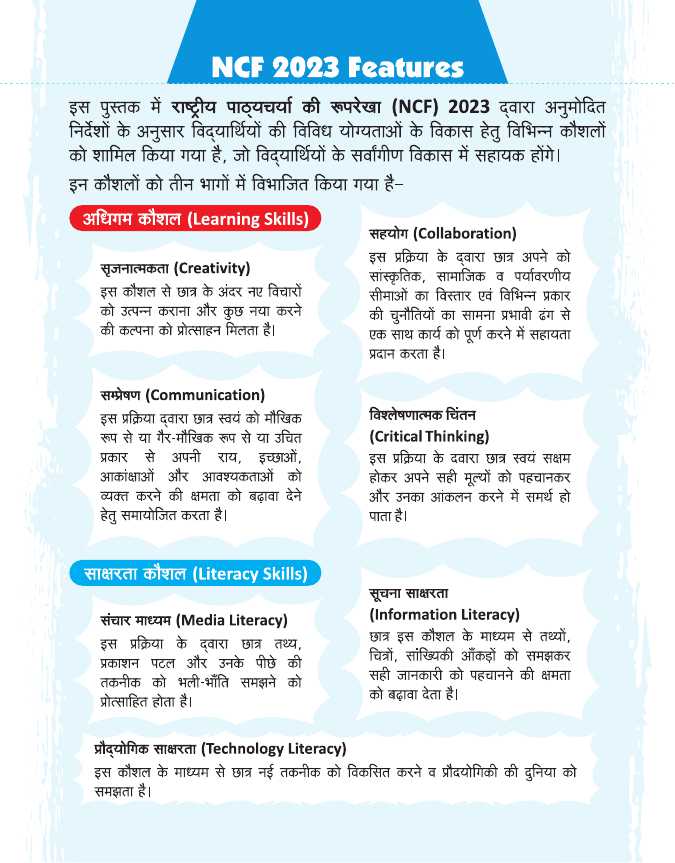 NCF 2023 Features
इस पुस्तक में राष्ट्रीय पाठ्यचर्या की रूपरेखा (NCF) 2023 द्वारा अनुमोदित
निर्देशों के अनुसार विद्यार्थियों की विविध योग्यताओं के विकास हेतु विभिन्न कौशलों
को शामिल किया गया है, जो विद्यार्थियों के सर्वांगीण विकास में सहायक होंगे।
इन कौशलों को तीन भागों में विभाजित किया गया है–
अधिगम कौशल (Learning Skills)
सृजनात्मकता (Creativity)
इस कौशल से छात्र के अंदर नए विचारों
को उत्पन्न कराना और कुछ नया करने
की कल्पना को प्रोत्साहन मिलता है।
सम्प्रेषण (Communication)
इस प्रक्रिया द्वारा छात्र स्वयं को मौखिक
रूप से या गैर-मौखिक रूप से या उचित
प्रकार से अपनी राय, इच्छाओं,
आकांक्षाओं और आवश्यकताओं को
व्यक्त करने की क्षमता को बढ़ावा देने
हेतु समायोजित करता है।
सहयोग (Collaboration)
इस प्रक्रिया के द्वारा छात्र अपने को
सांस्कृतिक, सामाजिक व पर्यावरणीय
सीमाओं का विस्तार एवं विभिन्न प्रकार
की चुनौतियों का सामना प्रभावी ढंग से
एक साथ कार्य को पूर्ण करने में सहायता
प्रदान करता है।
विश्लेषणात्मक चिंतन
(Critical Thinking)
इस प्रक्रिया के दवारा छात्र स्वयं सक्षम
होकर अपने सही मूल्यों को पहचानकर
और उनका आंकलन करने में समर्थ हो
पाता है।
साक्षरता कौशल (Literacy Skills)
संचार माध्यम (Media Literacy)
इस प्रक्रिया के द्वारा छात्र तथ्य,
प्रकाशन पटल और उनके पीछे की
तकनीक को भली-भाँति समझने को
प्रोत्साहित होता है।
सूचना साक्षरता
(Information Literacy)
छात्र इस कौशल के माध्यम से तथ्यों,
चित्रों, सांख्यिकी आँकड़ों को समझकर
सही जानकारी को पहचानने की क्षमता
को बढ़ावा देता है।
प्रौद्योगिक साक्षरता (Technology Literacy)
इस कौशल के माध्यम से छात्र नई तकनीक को विकसित करने व प्रौदयोगिकी की दुनिया को
समझता है।